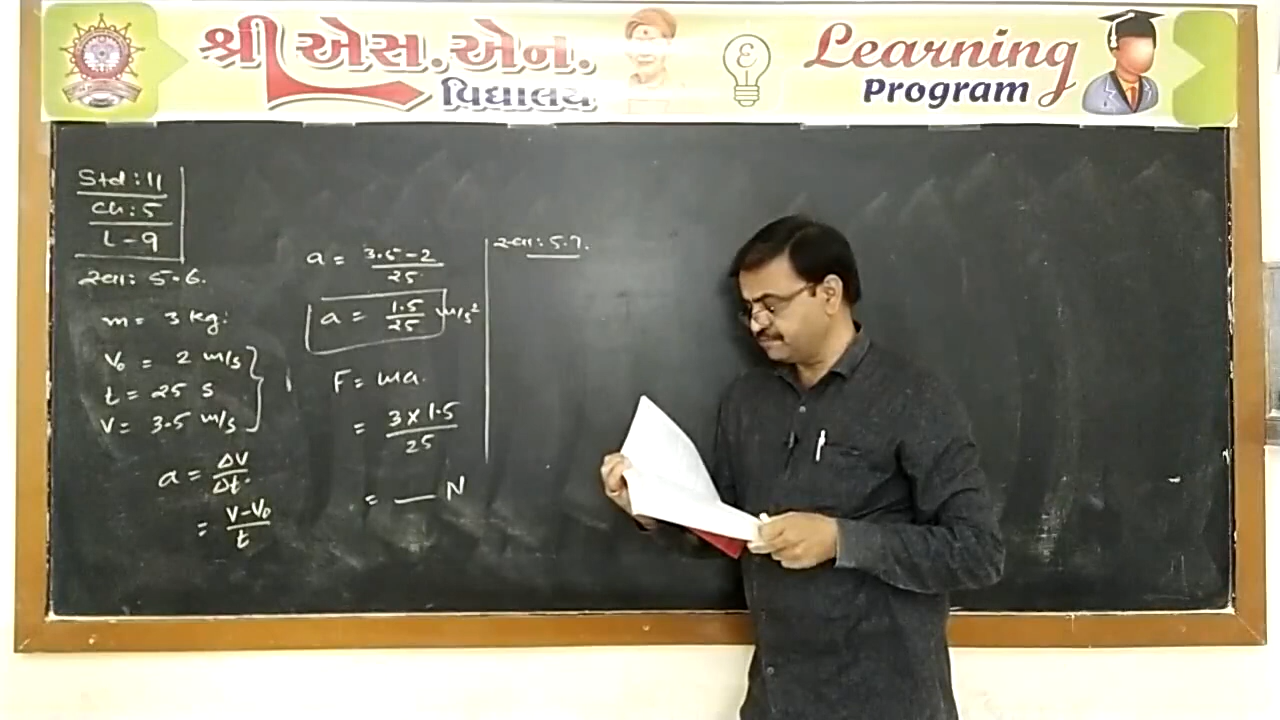 શ્રી એસ.એન.
વિદ્યાલય
Learning
Program
Std : 11
Ch : 5
L - 9
સ્વા: 5.6.
m = 3 kg.
V₀ = 2 m/s
t = 25 s
V = 3.5 m/s
a = ΔV/Δt.
= V-V₀/t
a = 3.5-2/25.
a = 1.5/25 m/s²
F = ma.
= 3×1.5/25
= __ N
સ્વા: 5.7.